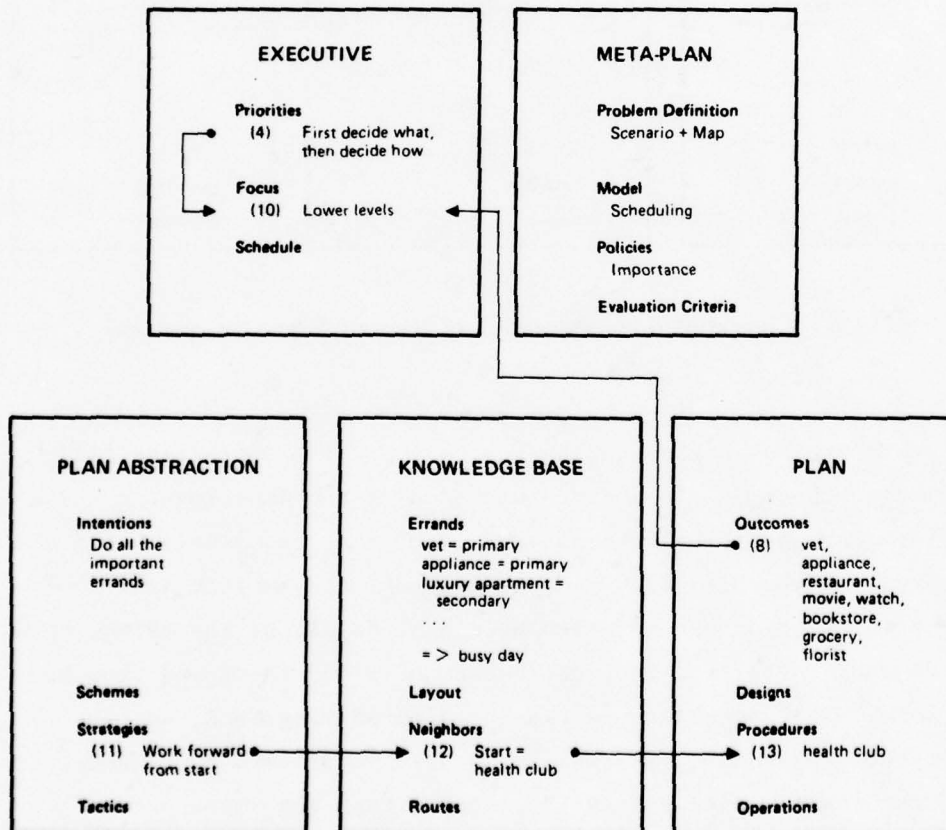 EXECUTIVE
Priorities
(4) First decide what,
then decide how
Focus
(10) Lower levels
Schedule
META-PLAN
Problem Definition
Scenario + Map
Model
Scheduling
Policies
Importance
Evaluation Criteria
PLAN ABSTRACTION
Intentions
Do all the
important
errands
Schemes
Strategies
(11) Work forward
from start
Tactics
KNOWLEDGE BASE
Errands
vet = primary
appliance = primary
luxury apartment =
secondary
...
= > busy day
Layout
Neighbors
(12) Start =
health club
Routes
PLAN
Outcomes
(8) vet,
appliance,
restaurant,
movie, watch,
bookstore,
grocery,
florist
Designs
Procedures
(13) health club
Operations